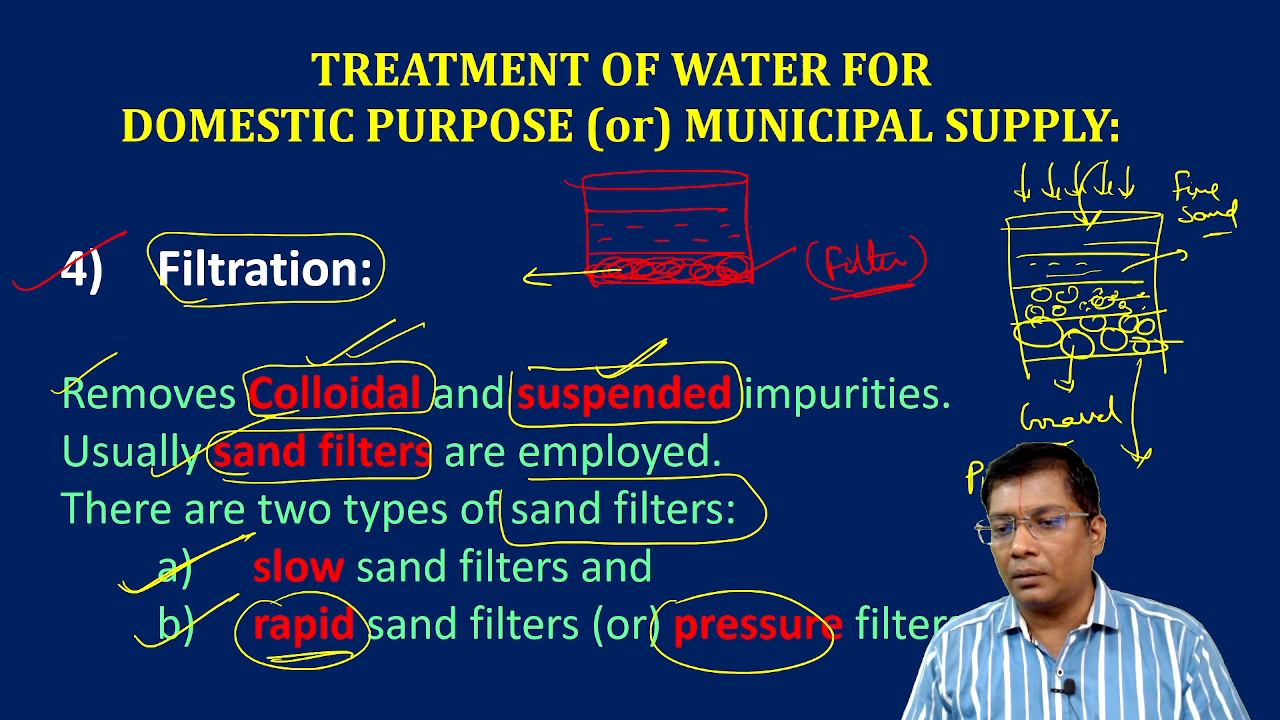 TREATMENT OF WATER FOR
DOMESTIC PURPOSE (or) MUNICIPAL SUPPLY:
4) Filtration:
(Filter)
Fine
Sand
Removes Colloidal and suspended impurities.
Gravel
Usually sand filters are employed.
There are two types of sand filters:
a) slow sand filters and
b) rapid sand filters (or) pressure filter